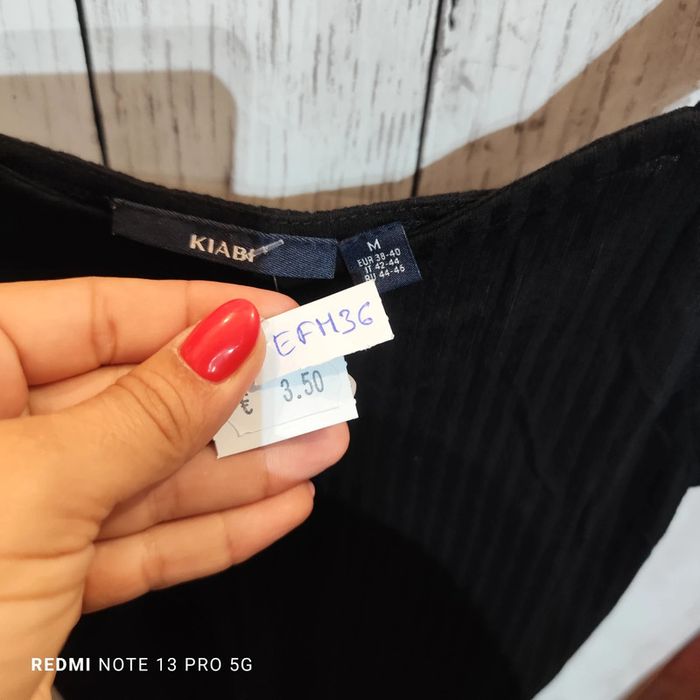 KIABI
M
EUR 38-40
IT 42-44
RU 44-46
EFM36
€ 3.50
REDMI NOTE 13 PRO 5G